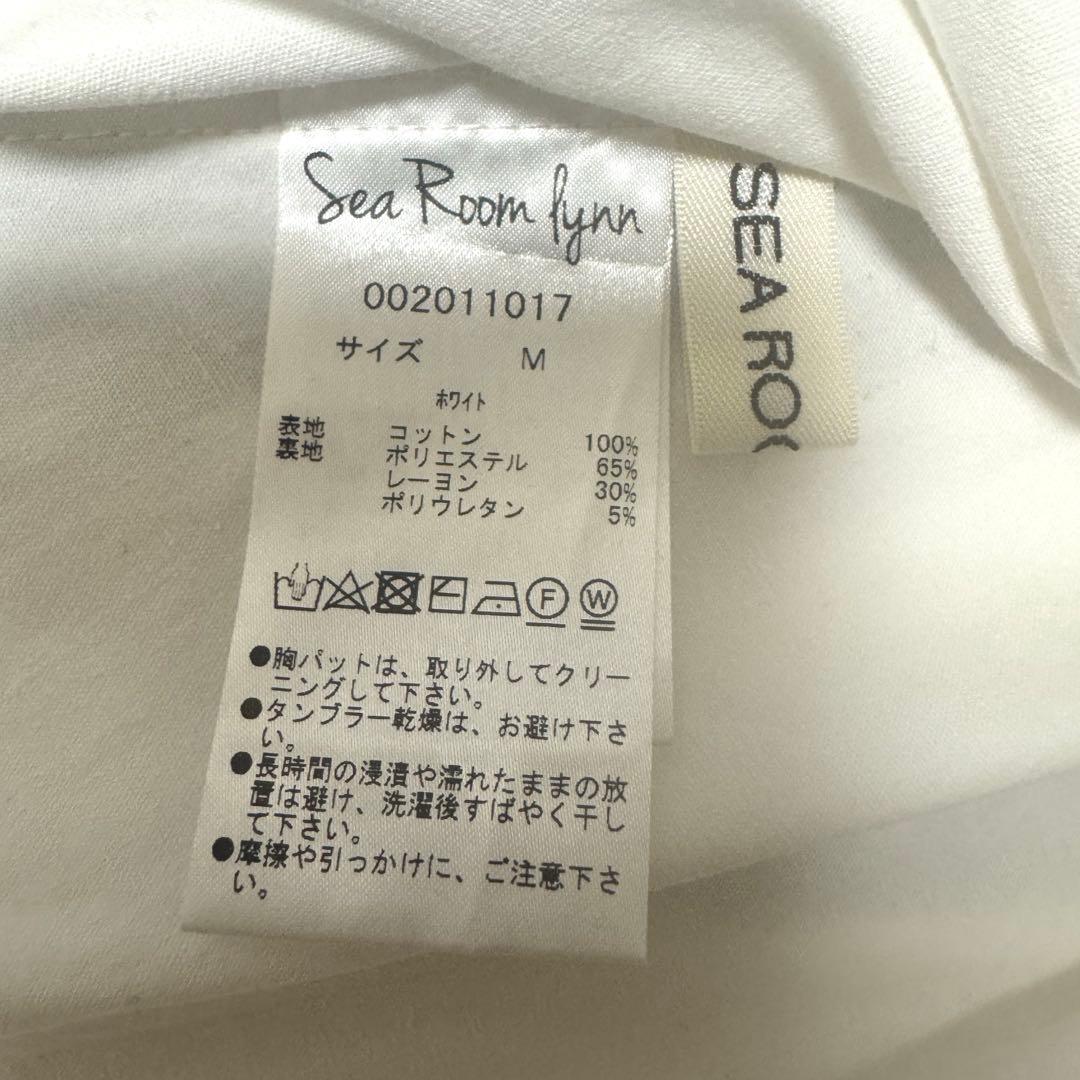 Sea Room lynn
002011017
サイズ M
ホワイト
表地 コットン 100%
裏地 ポリエステル 65%
レーヨン 30%
ポリウレタン 5%
F W
●胸パットは、取り外してクリー
ニングして下さい。
●タンブラー乾燥は、お避け下さ
い。
●長時間の浸漬や濡れたままの放
置は避け、洗濯後すばやく干し
て下さい。
●摩擦や引っかけに、ご注意下さ
い。
SEA ROO